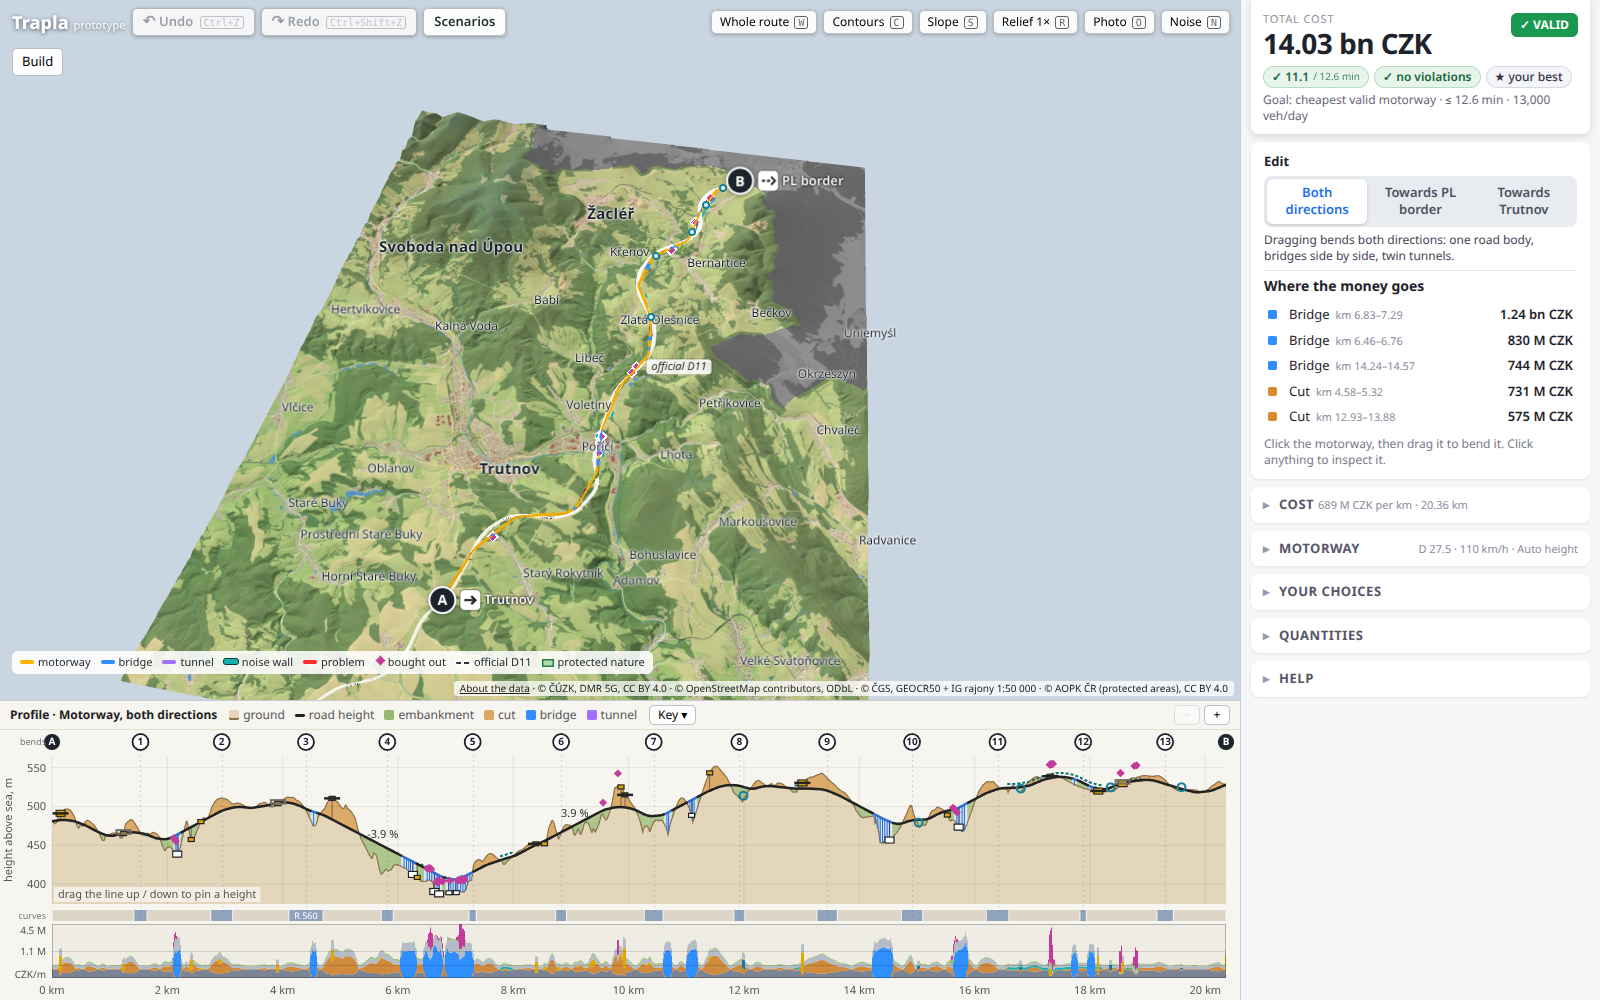 Trapla prototype
↶ Undo Ctrl+Z
↷ Redo Ctrl+Shift+Z
Scenarios
Whole route W
Contours C
Slope S
Relief 1× R
Photo O
Noise N
Build
B
PL border
Žacléř
Svoboda nad Úpou
Křenov
Bernartice
Babí
Hertvíkovice
Kalná Voda
Zlatá Olešnice
Bečkov
Uniemyśl
Libeč
official D11
Okrzeszyn
Vlčice
Voletiny
Petříkovice
Chvaleč
Poříčí
Lhota
Oblanov
Trutnov
Staré Buky
Markoušovice
Prostřední Staré Buky
Radvanice
Bohuslavice
Horní Staré Buky
Starý Rokytník
Adamov
A
Trutnov
Velké Svatoňovice
motorway
bridge
tunnel
noise wall
problem
bought out
official D11
protected nature
About the data · © ČÚZK, DMR 5G, CC BY 4.0 · © OpenStreetMap contributors, ODbL · © ČGS, GEOCR50 + IG rajony 1:50 000 · © AOPK ČR (protected areas), CC BY 4.0
Profile · Motorway, both directions
ground
road height
embankment
cut
bridge
tunnel
Key ▾
−
+
bends A 1 2 3 4 5 6 7 8 9 10 11 12 13 B
height above sea, m
550
500
450
400
-3.9 %
3.9 %
drag the line up / down to pin a height
curves
R 560
4.5 M
1.1 M
CZK/m
0 km 2 km 4 km 6 km 8 km 10 km 12 km 14 km 16 km 18 km 20 km
TOTAL COST
✓ VALID
14.03 bn CZK
✓ 11.1 / 12.6 min
✓ no violations
★ your best
Goal: cheapest valid motorway · ≤ 12.6 min · 13,000
veh/day
Edit
Both
directions
Towards PL
border
Towards
Trutnov
Dragging bends both directions: one road body,
bridges side by side, twin tunnels.
Where the money goes
Bridge km 6.83–7.29 1.24 bn CZK
Bridge km 6.46–6.76 830 M CZK
Bridge km 14.24–14.57 744 M CZK
Cut km 4.58–5.32 731 M CZK
Cut km 12.93–13.88 575 M CZK
Click the motorway, then drag it to bend it. Click
anything to inspect it.
▸ COST 689 M CZK per km · 20.36 km
▸ MOTORWAY D 27.5 · 110 km/h · Auto height
▸ YOUR CHOICES
▸ QUANTITIES
▸ HELP